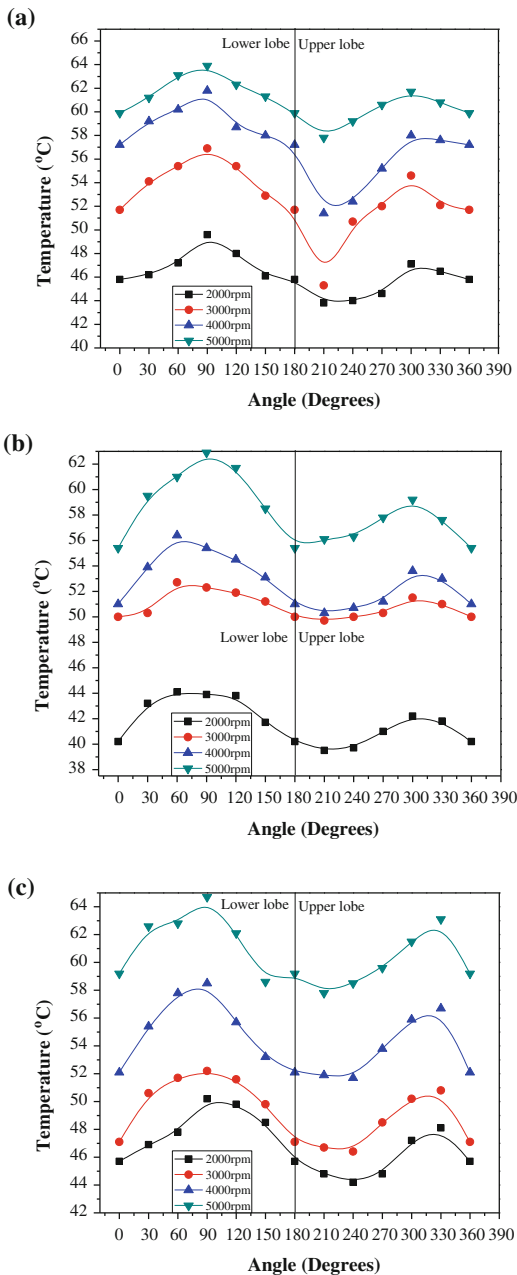 (a)
Temperature (°C)
66
64
62
60
58
56
54
52
50
48
46
44
42
40
Lower lobe Upper lobe
2000rpm
3000rpm
4000rpm
5000rpm
0 30 60 90 120 150 180 210 240 270 300 330 360 390
Angle (Degrees)
(b)
Temperature (°C)
62
60
58
56
54
52
50
48
46
44
42
40
38
Lower lobe Upper lobe
2000rpm
3000rpm
4000rpm
5000rpm
0 30 60 90 120 150 180 210 240 270 300 330 360 390
Angle (Degrees)
(c)
Temperature (°C)
64
62
60
58
56
54
52
50
48
46
44
42
Lower lobe Upper lobe
2000rpm
3000rpm
4000rpm
5000rpm
0 30 60 90 120 150 180 210 240 270 300 330 360 390
Angle (Degrees)